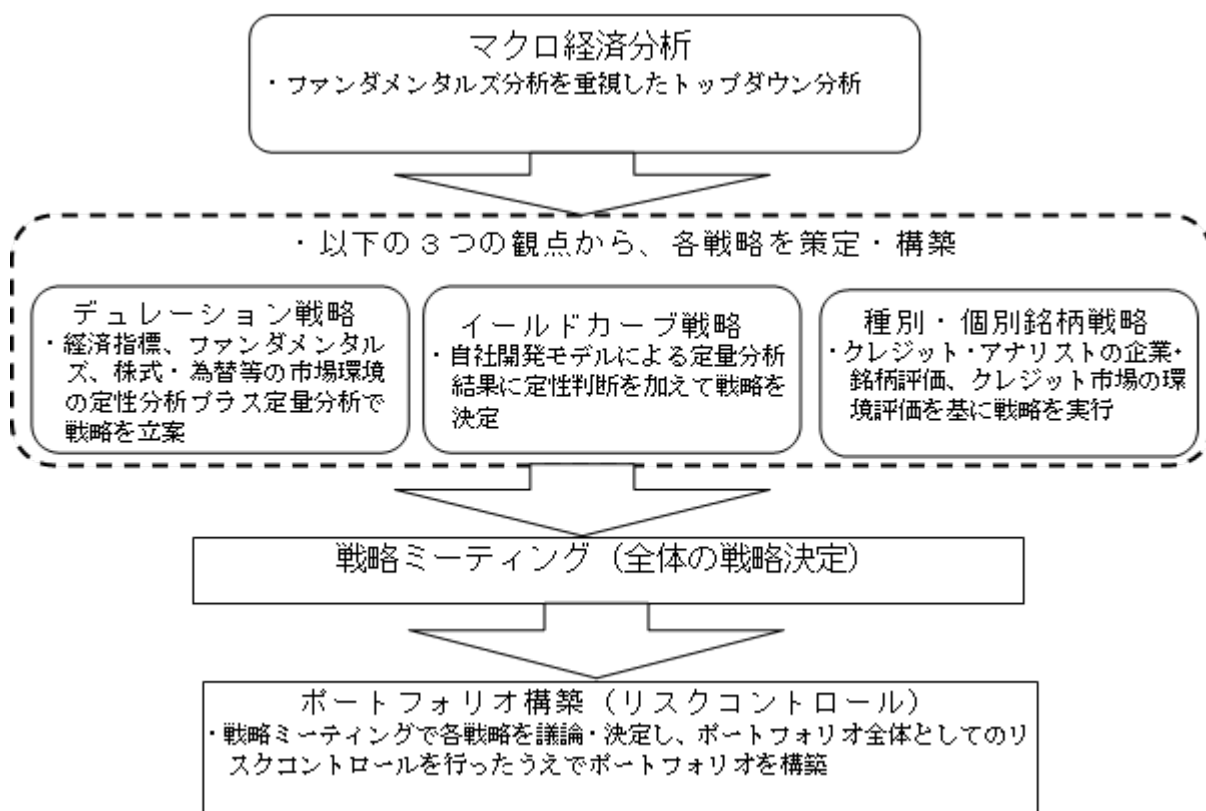 マクロ経済分析
・ファンダメンタルズ分析を重視したトップダウン分析
・以下の３つの観点から、各戦略を策定・構築
デュレーション戦略
・経済指標、ファンダメンタル
ズ、株式・為替等の市場環境
の定性分析プラス定量分析で
戦略を立案
イールドカーブ戦略
・自社開発モデルによる定量分析
結果に定性判断を加えて戦略を
決定
種別・個別銘柄戦略
・クレジット・アナリストの企業・
銘柄評価、クレジット市場の環
境評価を基に戦略を実行
戦略ミーティング（全体の戦略決定）
ポートフォリオ構築（リスクコントロール）
・戦略ミーティングで各戦略を議論・決定し、ポートフォリオ全体としてのリ
スクコントロールを行ったうえでポートフォリオを構築